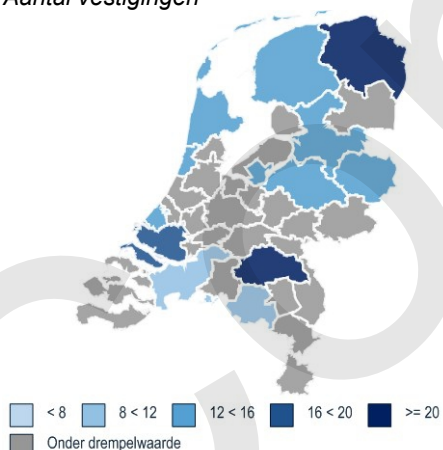 Aantal vestigingen
< 8 8 < 12 12 < 16 16 < 20 >= 20
Onder drempelwaarde